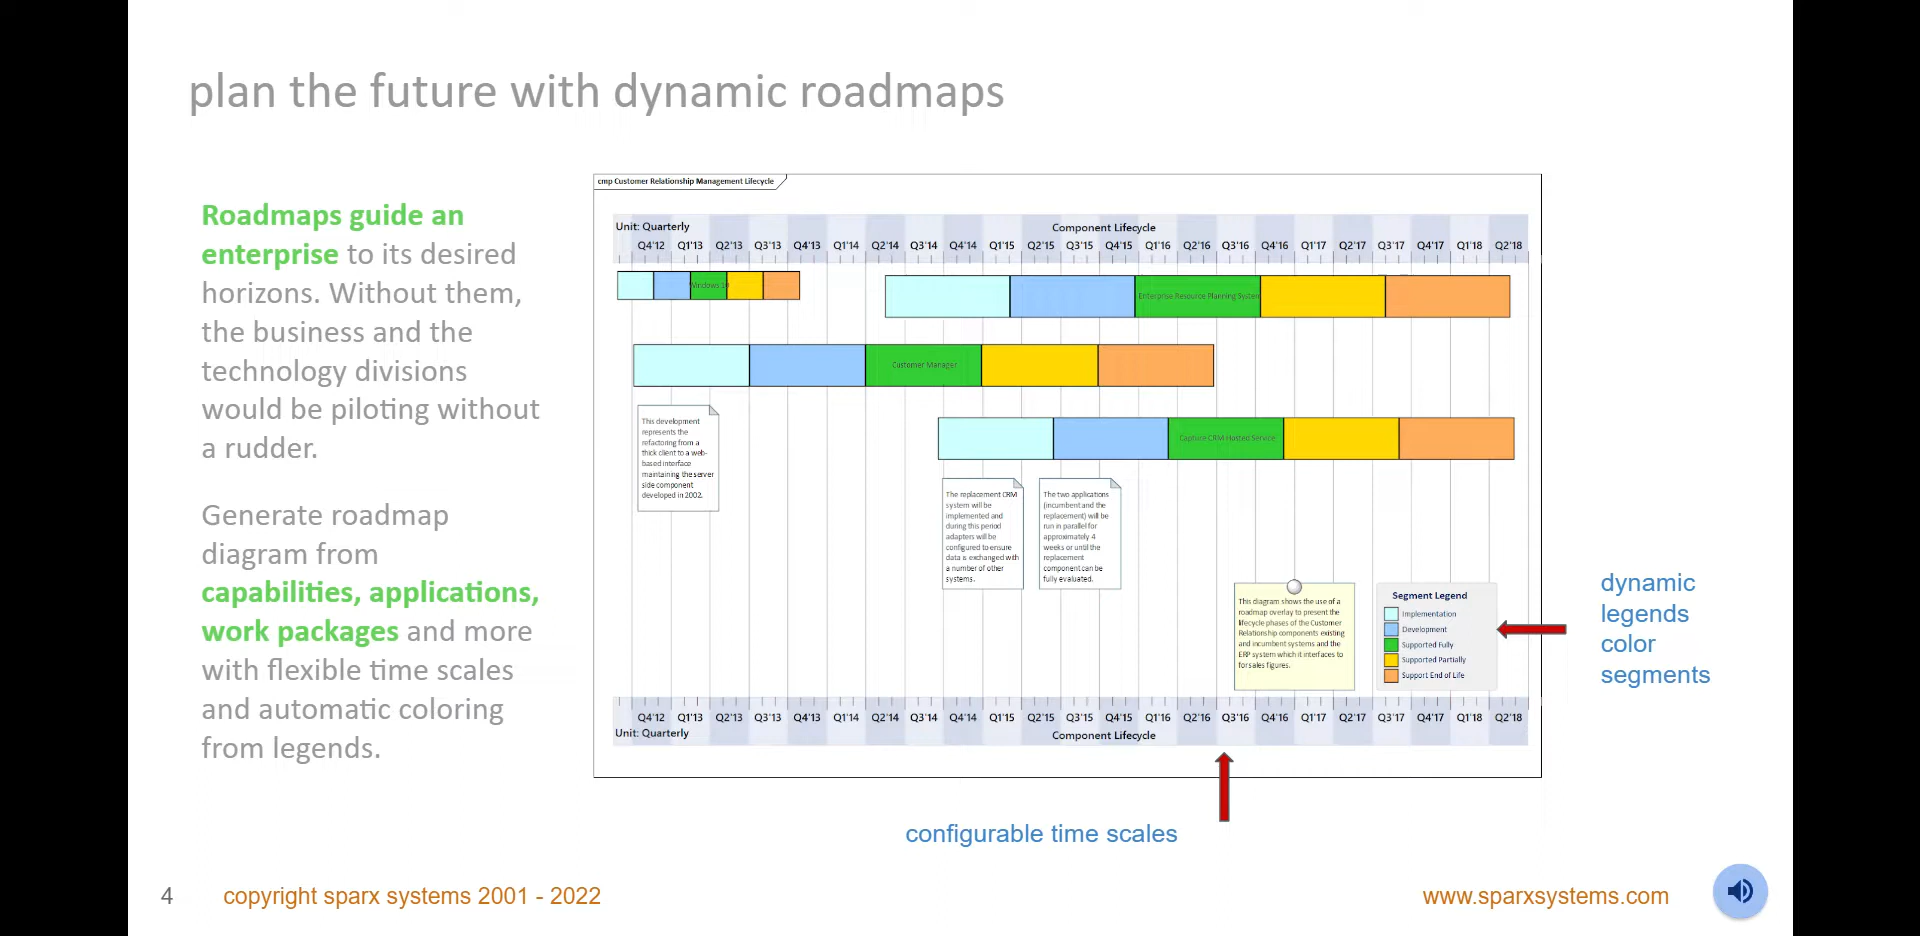 plan the future with dynamic roadmaps
Roadmaps guide an
enterprise to its desired
horizons. Without them,
the business and the
technology divisions
would be piloting without
a rudder.
Generate roadmap
diagram from
capabilities, applications,
work packages and more
with flexible time scales
and automatic coloring
from legends.
cmp Customer Relationship Management Lifecycle
Unit: Quarterly
Component Lifecycle
Q4'12 Q1'13 Q2'13 Q3'13 Q4'13 Q1'14 Q2'14 Q3'14 Q4'14 Q1'15 Q2'15 Q3'15 Q4'15 Q1'16 Q2'16 Q3'16 Q4'16 Q1'17 Q2'17 Q3'17 Q4'17 Q1'18 Q2'18
Windows 10
Enterprise Resource Planning System
Customer Manager
Capture CRM Hosted Service
This development
represents the
refactoring from a
thick client to a web-
based interface
maintaining the server
side component
developed in 2002.
The replacement CRM
system will be
implemented and
during this period
adapters will be
configured to ensure
data is exchanged with
a number of other
systems.
The two applications
(incumbent and the
replacement) will be
run in parallel for
approximately 4
weeks or until the
replacement
component can be
fully evaluated.
This diagram shows the use of a
roadmap overlay to present the
lifecycle phases of the Customer
Relationship components existing
and incumbent systems and the
ERP system which it interfaces to
for sales figures.
Segment Legend
Implementation
Development
Supported Fully
Supported Partially
Support End of Life
dynamic
legends
color
segments
Q4'12 Q1'13 Q2'13 Q3'13 Q4'13 Q1'14 Q2'14 Q3'14 Q4'14 Q1'15 Q2'15 Q3'15 Q4'15 Q1'16 Q2'16 Q3'16 Q4'16 Q1'17 Q2'17 Q3'17 Q4'17 Q1'18 Q2'18
Unit: Quarterly
Component Lifecycle
configurable time scales
4
copyright sparx systems 2001 - 2022
www.sparxsystems.com